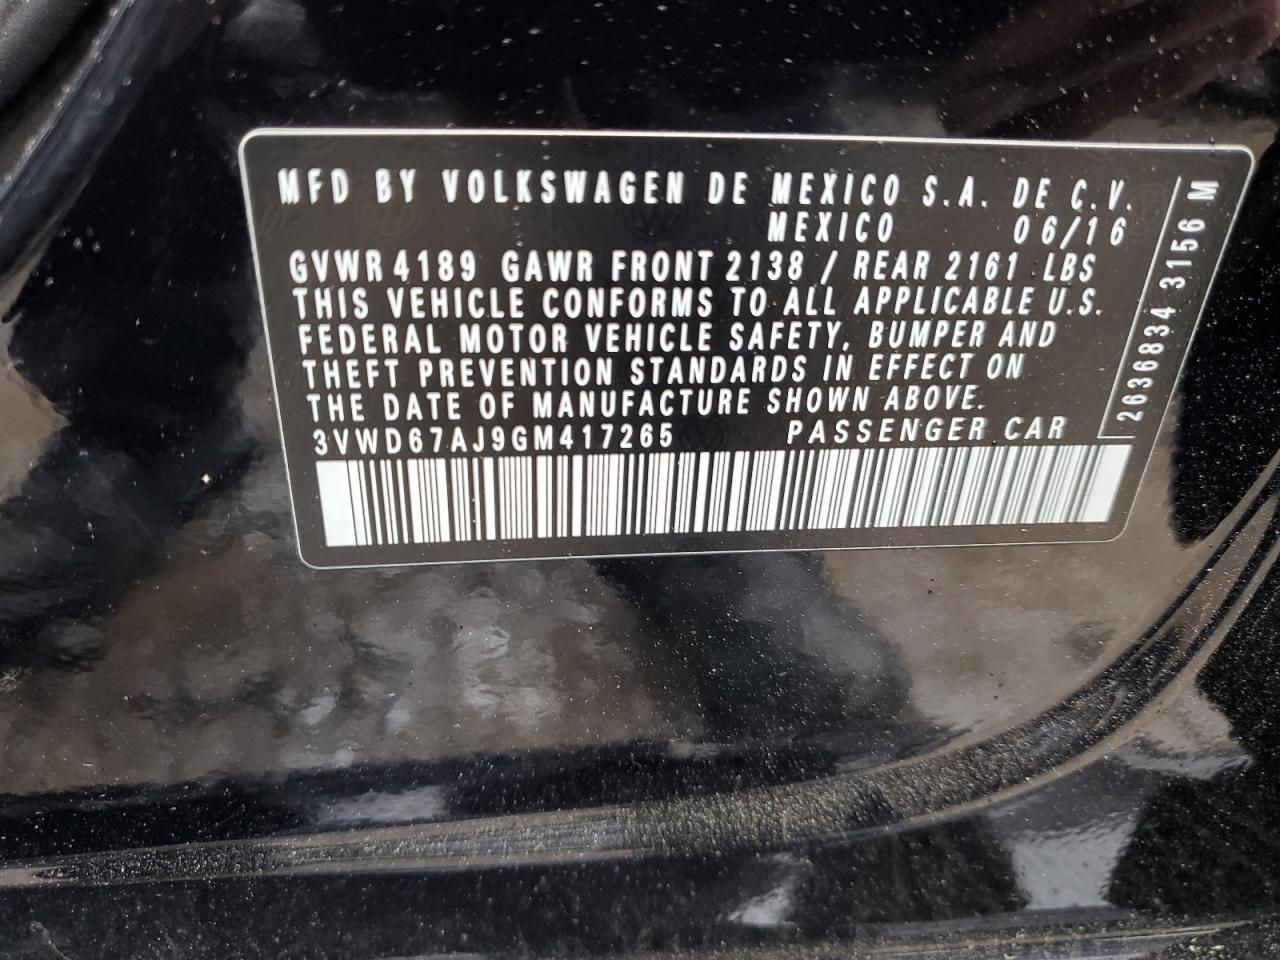 MFD BY VOLKSWAGEN DE MEXICO S.A. DE C.V.
MEXICO 06/16
GVWR 4189 GAWR FRONT 2138 / REAR 2161 LBS
THIS VEHICLE CONFORMS TO ALL APPLICABLE U.S.
FEDERAL MOTOR VEHICLE SAFETY, BUMPER AND
THEFT PREVENTION STANDARDS IN EFFECT ON
THE DATE OF MANUFACTURE SHOWN ABOVE.
3VWD67AJ9GM417265 PASSENGER CAR
2636834 3156 M